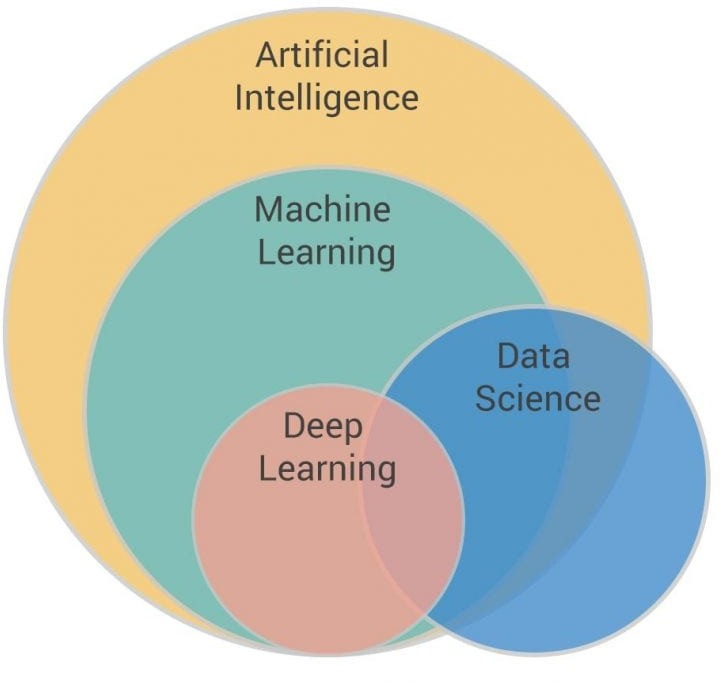 Artificial
Intelligence
Machine
Learning
Data
Science
Deep
Learning